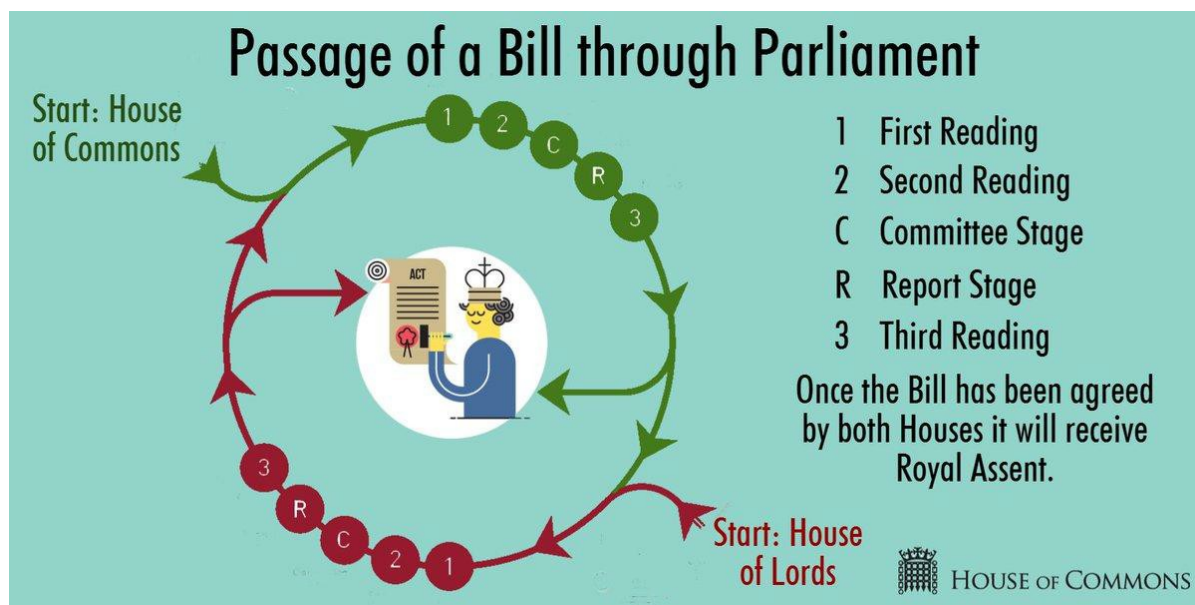 Passage of a Bill through Parliament
Start: House
of Commons
1 2 C R 3
1 First Reading
2 Second Reading
C Committee Stage
R Report Stage
3 Third Reading
Once the Bill has been agreed
by both Houses it will receive
Royal Assent.
ACT
3 R C 2 1
Start: House
of Lords
HOUSE OF COMMONS